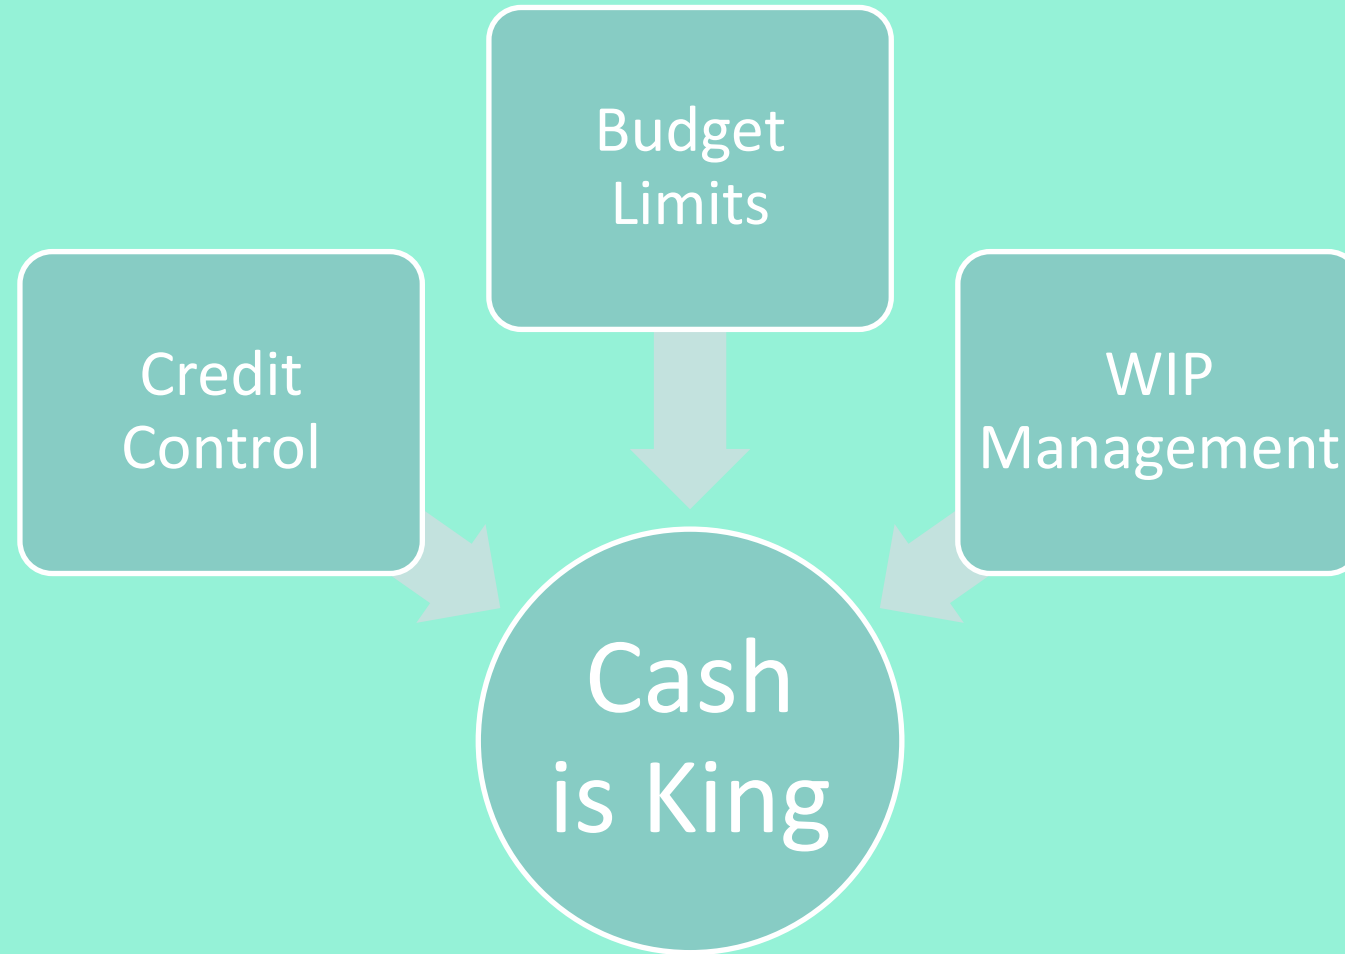 Budget
Limits
Credit
Control
WIP
Management
Cash
is King